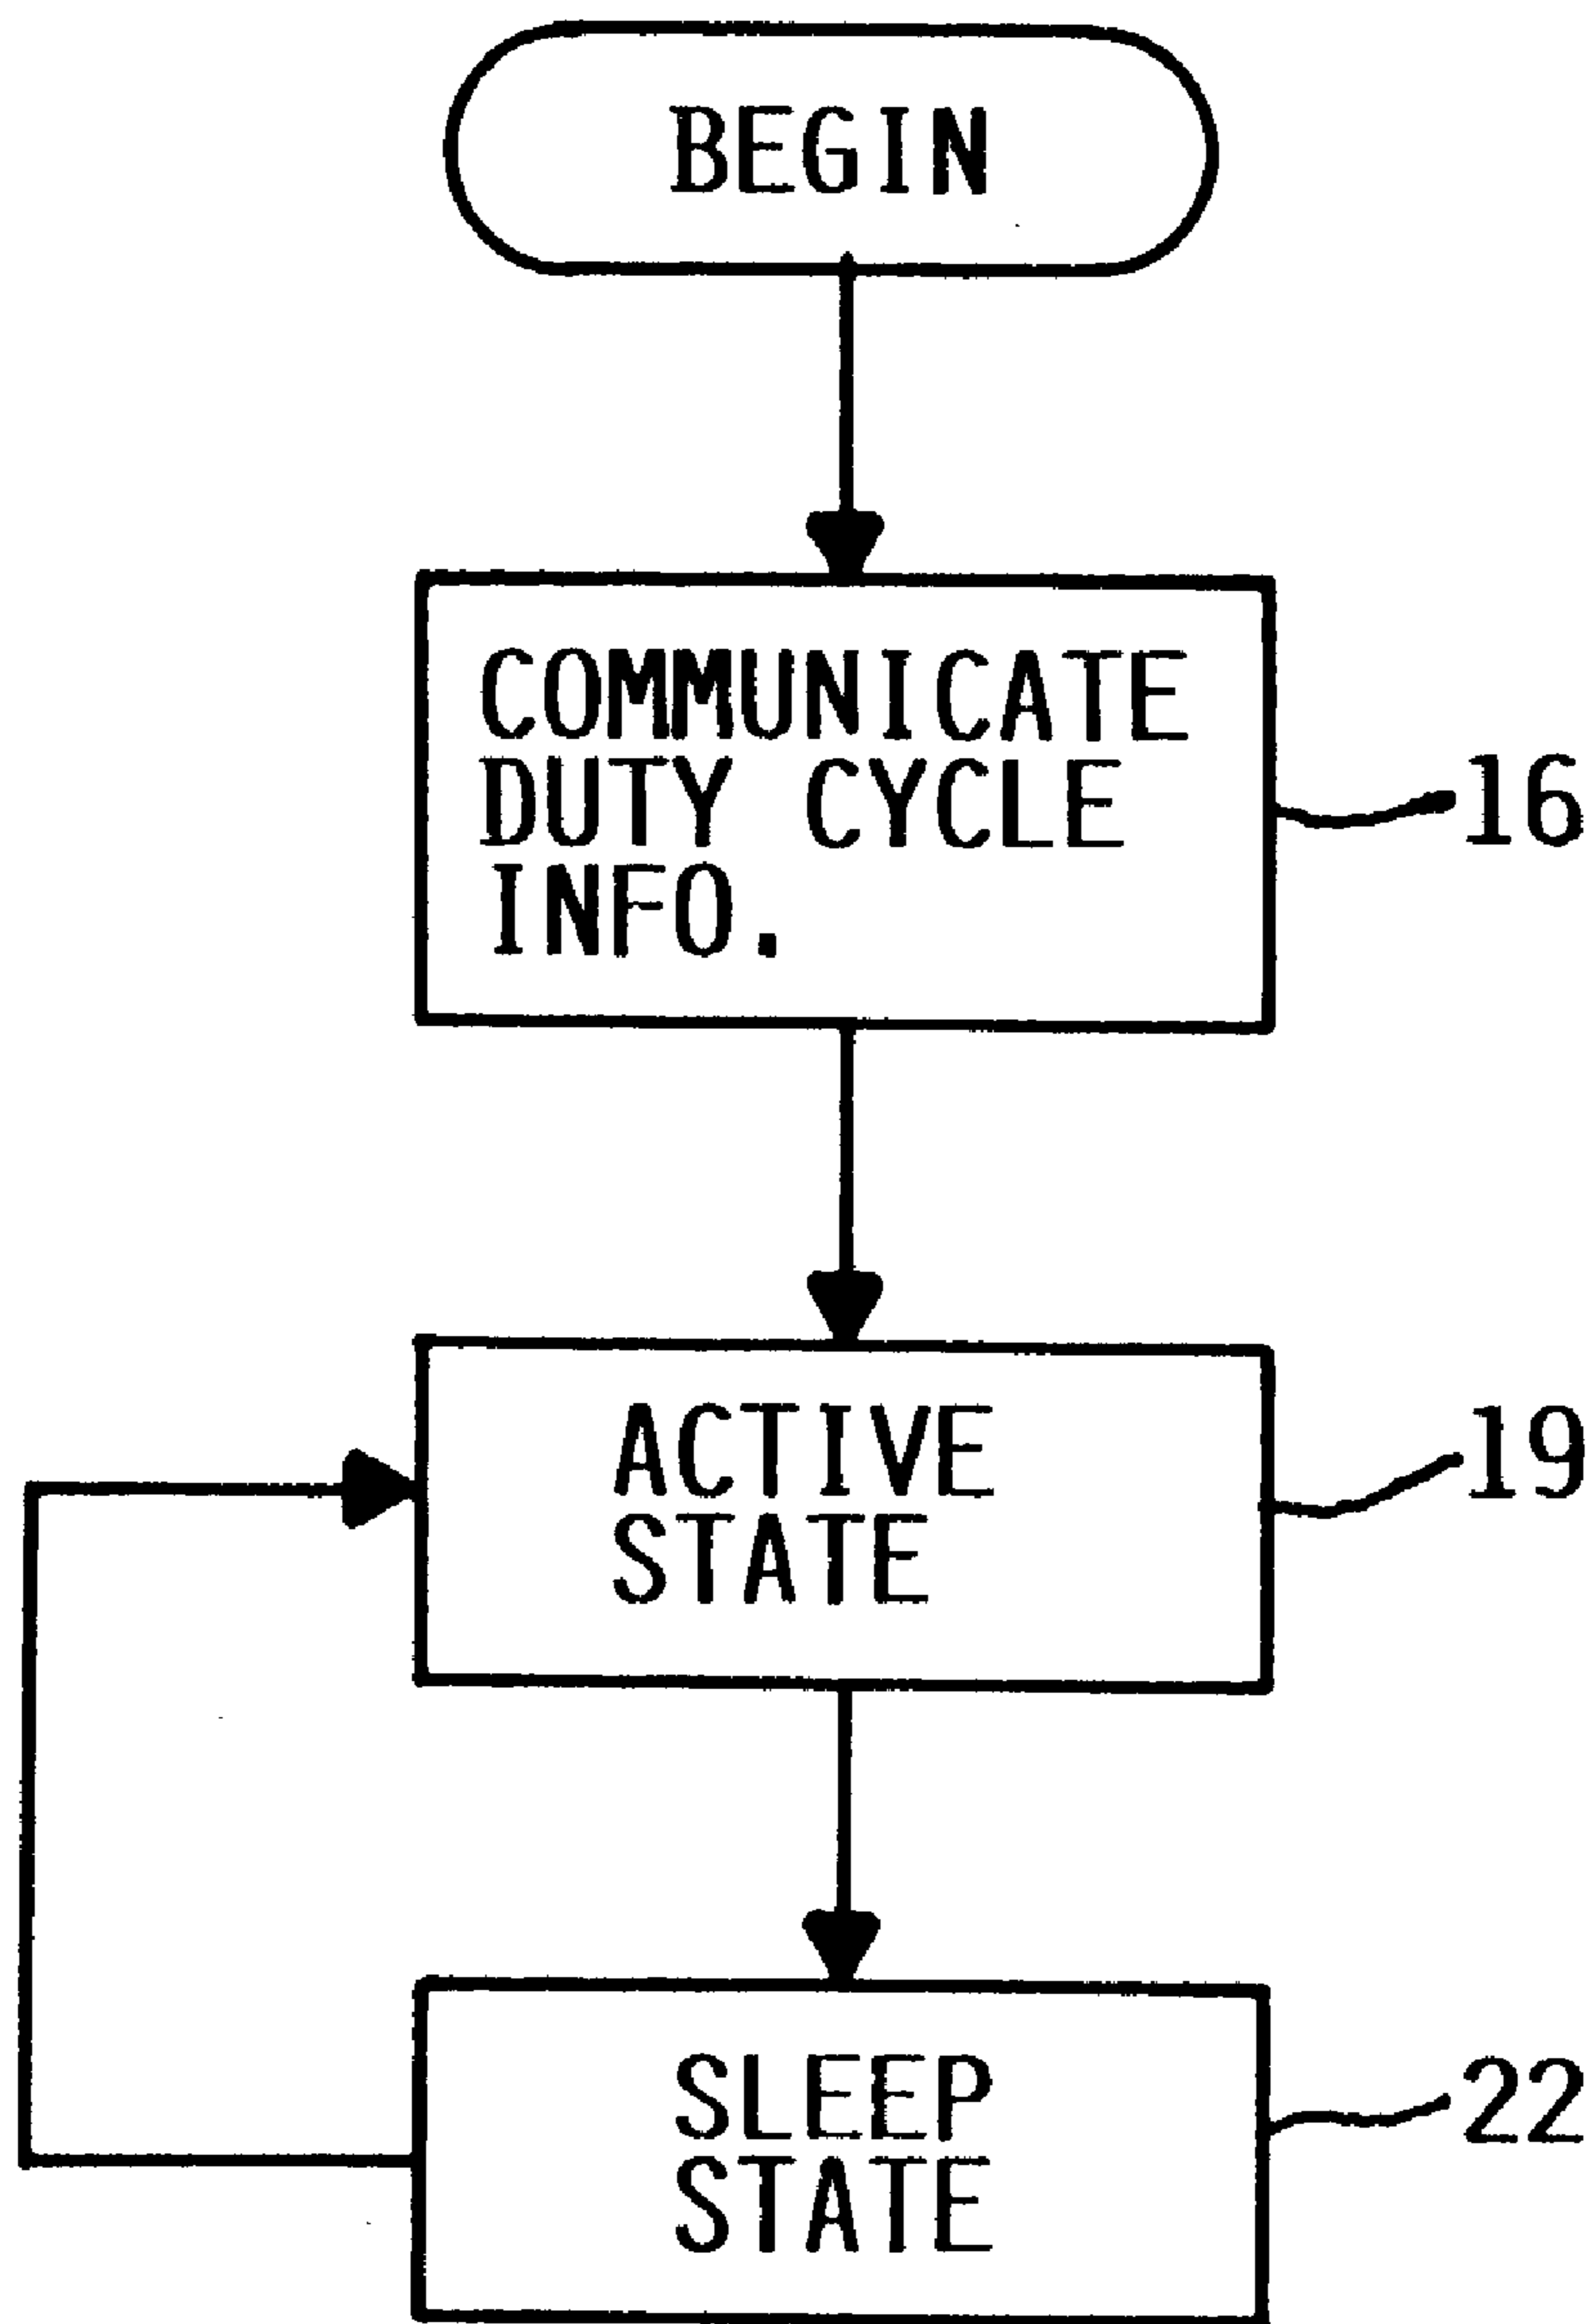 BEGIN
COMMUNICATE
DUTY CYCLE
INFO.
16
ACTIVE
STATE
19
SLEEP
STATE
22